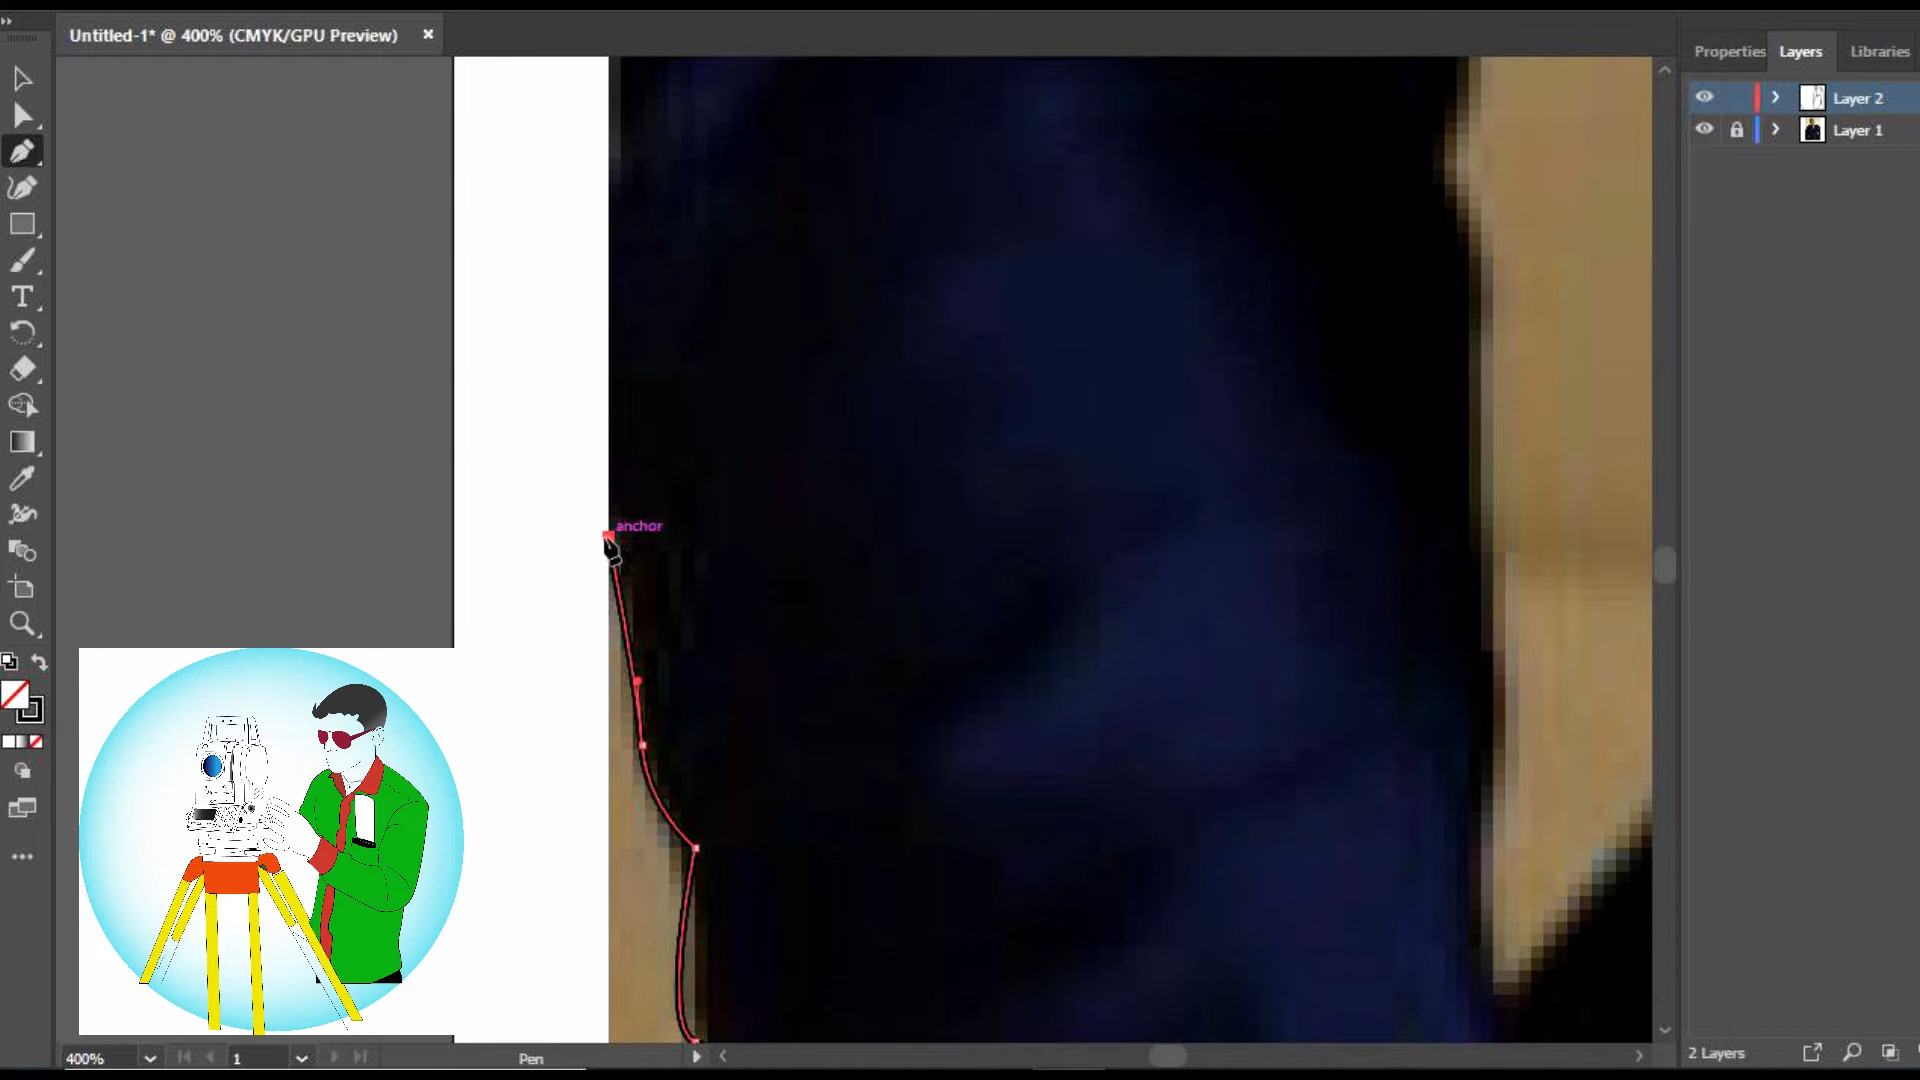 Untitled-1* @ 400% (CMYK/GPU Preview) ×
Properties Layers Libraries
Layer 2
Layer 1
anchor
400%
1
Pen
2 Layers